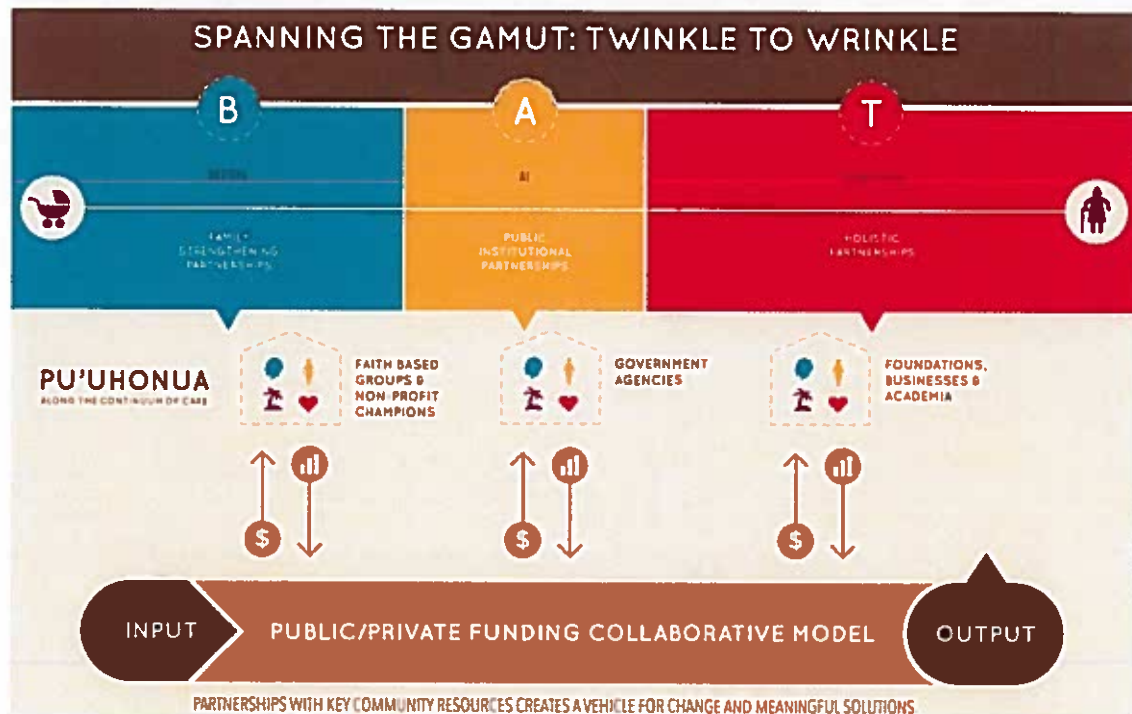 SPANNING THE GAMUT: TWINKLE TO WRINKLE
B
A
T
AT
FAMILY
STRENGTHENING
PARTNERSHIPS
PUBLIC
INSTITUTIONAL
PARTNERSHIPS
HOLISTIC
PARTNERSHIPS
PU'UHONUA
ALONG THE CONTINUUM OF CARE
FAITH BASED
GROUPS &
NON-PROFIT
CHAMPIONS
GOVERNMENT
AGENCIES
FOUNDATIONS,
BUSINESSES &
ACADEMIA
$
$
$
INPUT
PUBLIC/PRIVATE FUNDING COLLABORATIVE MODEL
OUTPUT
PARTNERSHIPS WITH KEY COMMUNITY RESOURCES CREATES A VEHICLE FOR CHANGE AND MEANINGFUL SOLUTIONS